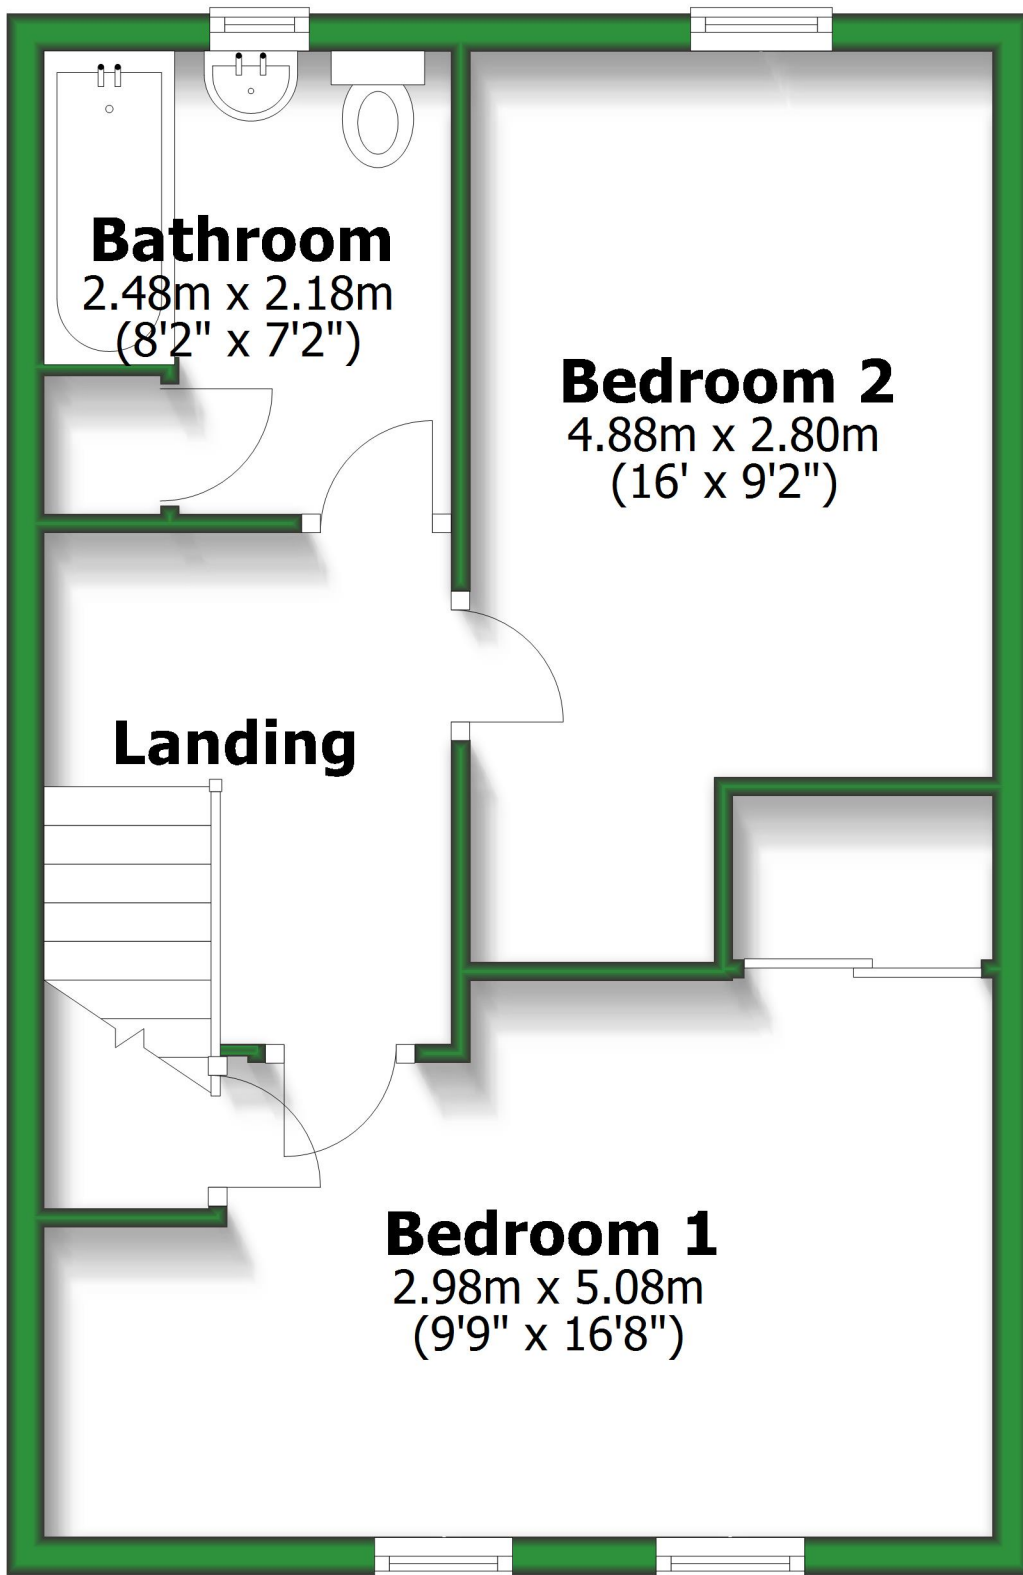 Bathroom
2.48m x 2.18m
(8'2" x 7'2")
Bedroom 2
4.88m x 2.80m
(16' x 9'2")
Landing
Bedroom 1
2.98m x 5.08m
(9'9" x 16'8")